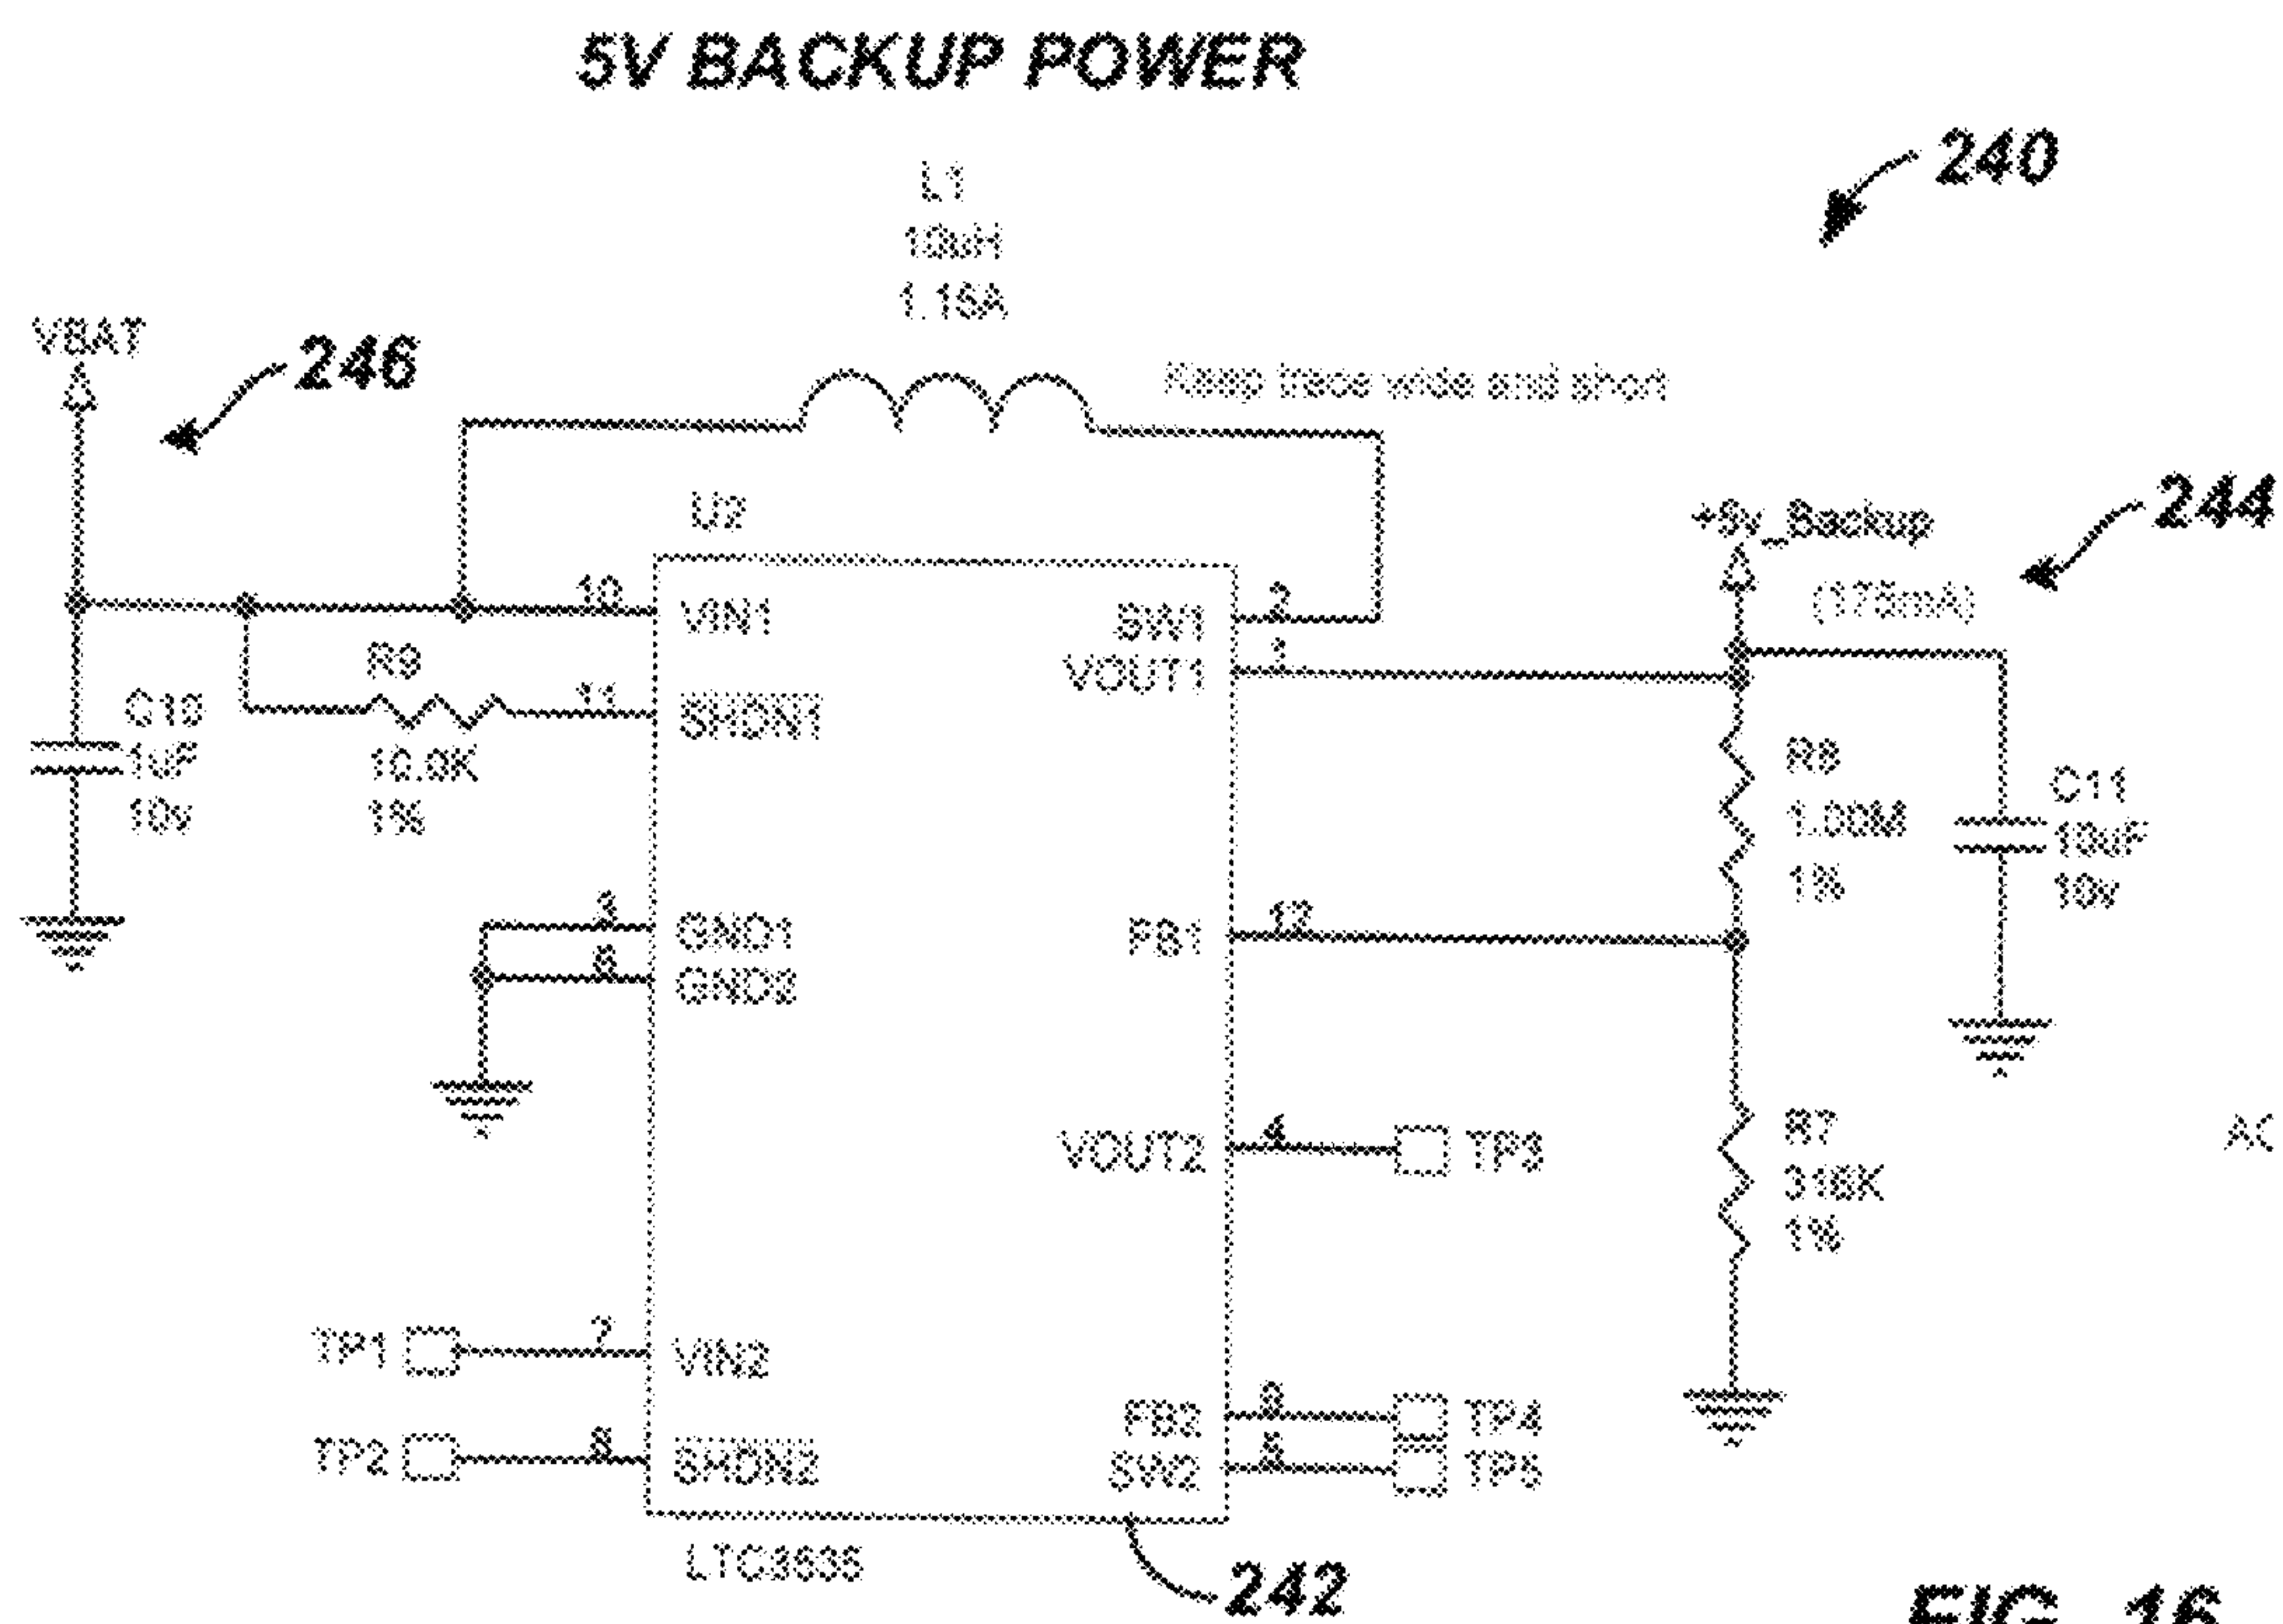 5V BACKUP POWER
240
L1
10uH
1.15A
VBAT
246
Keep trace wide and short
U2
+5v_Backup
244
(175mA)
10
VIN1
SW1
2
VOUT1
1
R9
11
SHDN1
10.0K
1%
C10
1uF
10v
R8
1.00M
1%
C11
10uF
10v
3
GND1
FB1
12
6
GND2
VOUT2
4
TP3
R7
316K
1%
AC
TP1
7
VIN2
FB2
9
TP4
TP2
8
SHDN2
SW2
5
TP5
242
FIG. 16